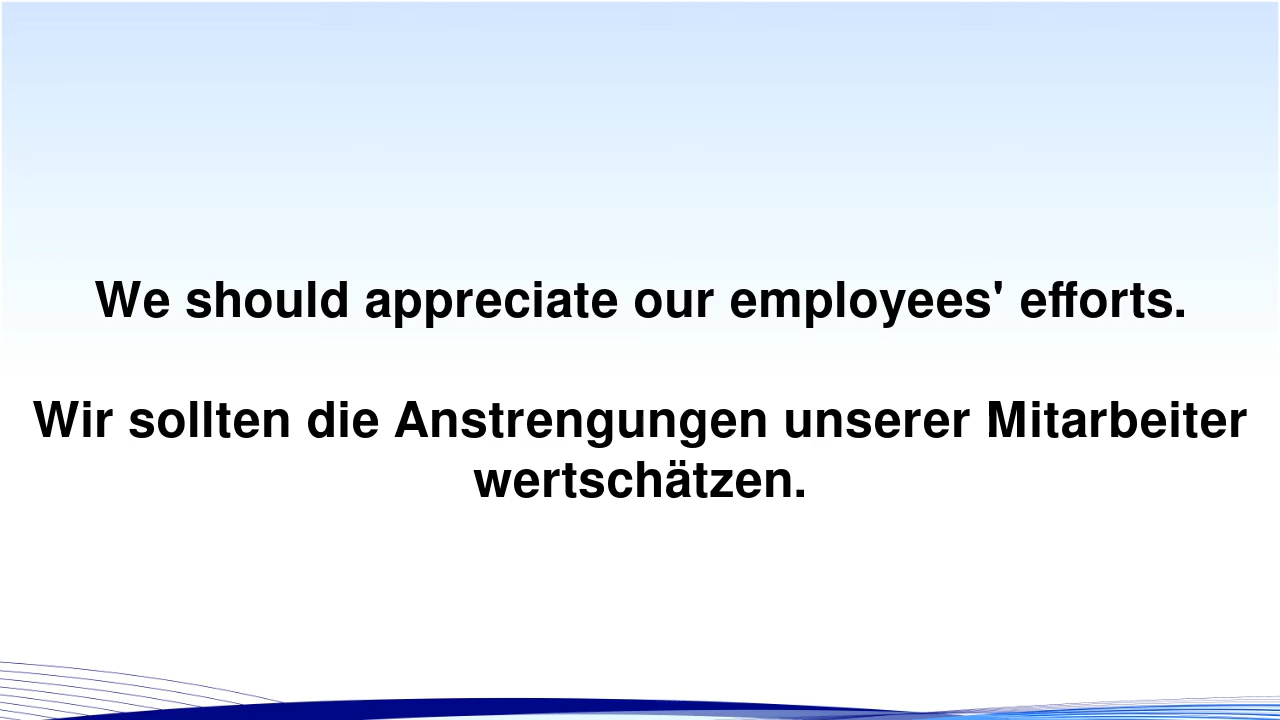 We should appreciate our employees' efforts.
Wir sollten die Anstrengungen unserer Mitarbeiter
wertschätzen.